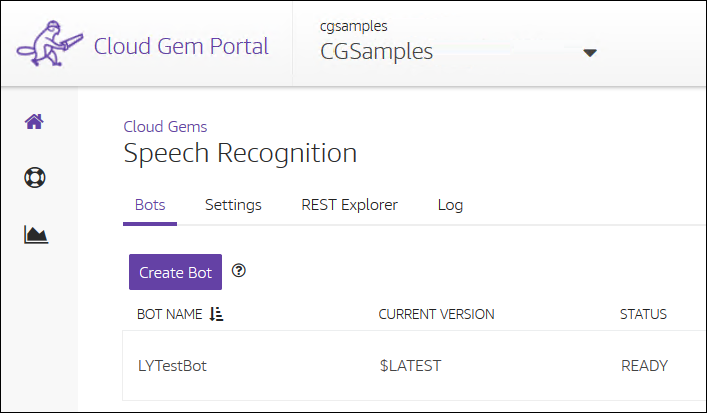 Cloud Gem Portal
cgsamples
CGSamples
Cloud Gems
Speech Recognition
Bots Settings REST Explorer Log
Create Bot ?
BOT NAME CURRENT VERSION STATUS
LYTestBot $LATEST READY